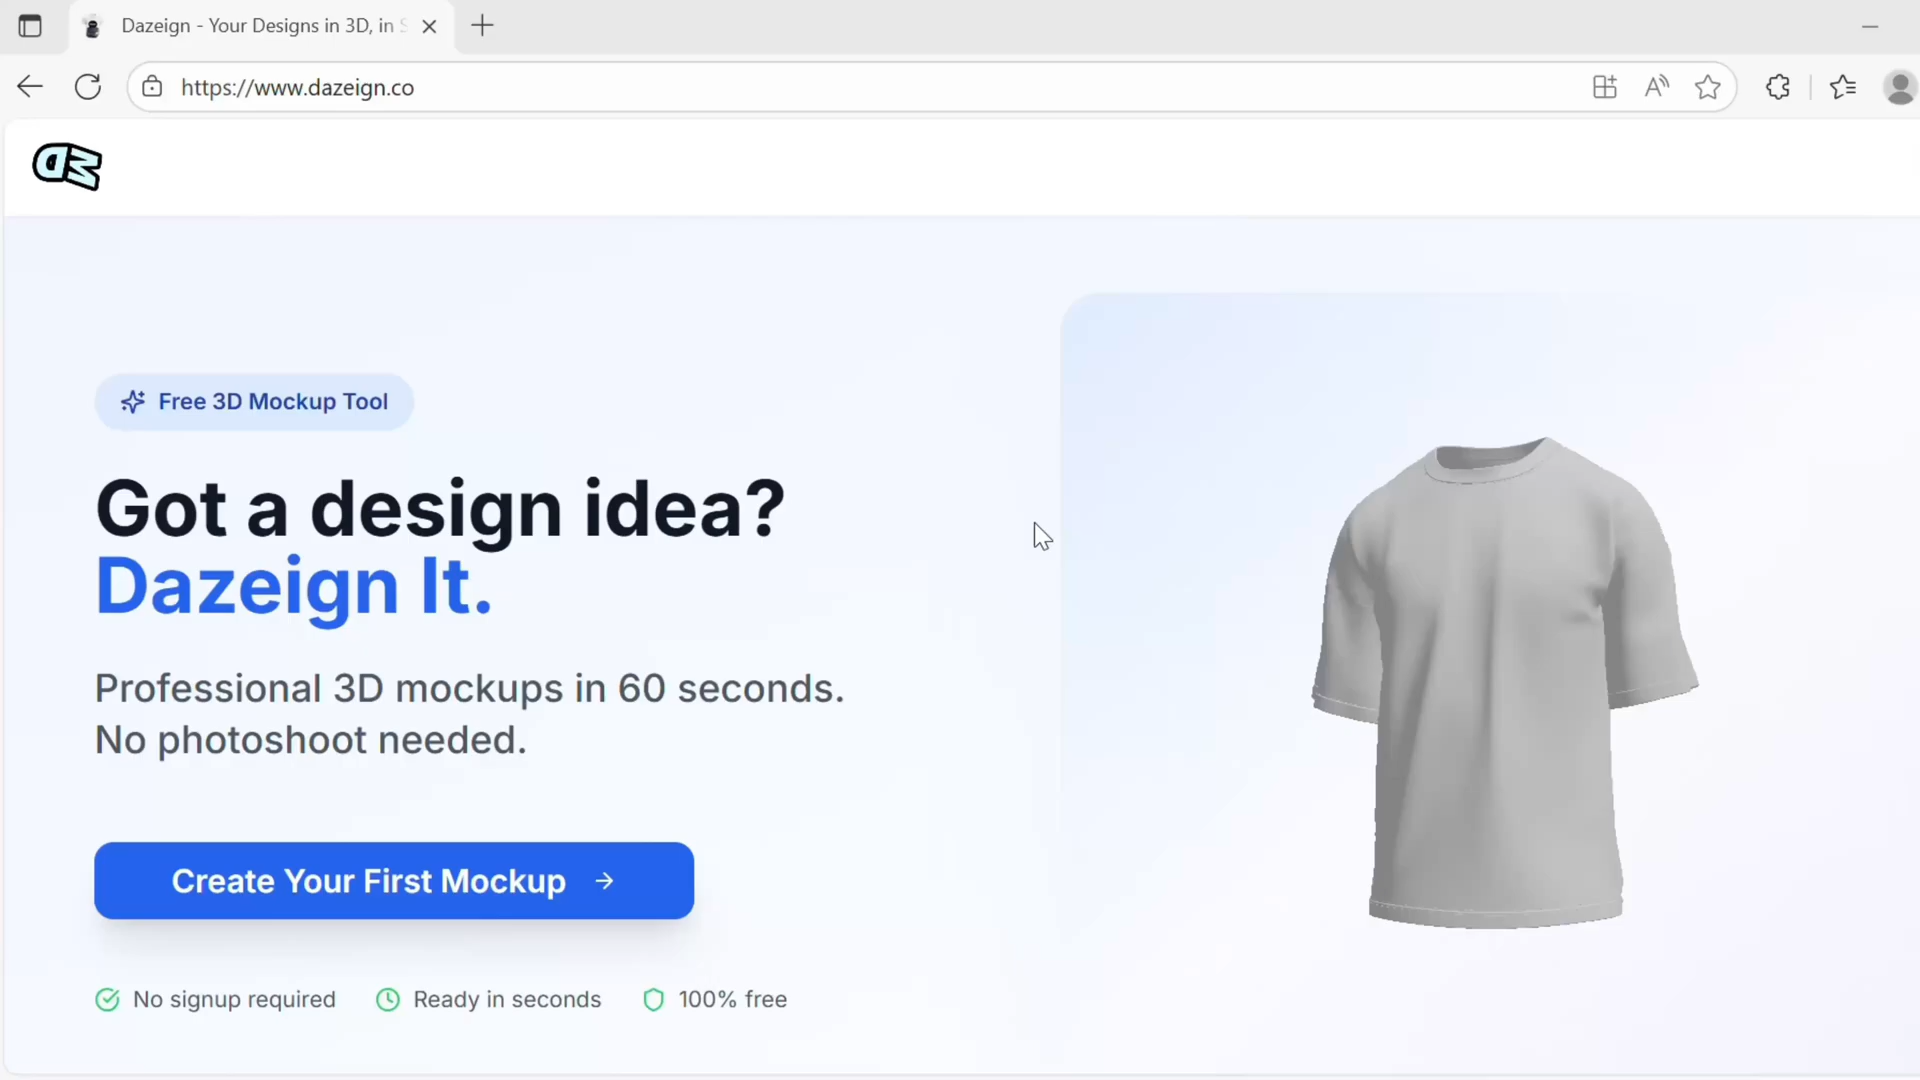 Dazeign - Your Designs in 3D, in S
https://www.dazeign.co
Free 3D Mockup Tool
Got a design idea?
Dazeign It.
Professional 3D mockups in 60 seconds.
No photoshoot needed.
Create Your First Mockup →
No signup required
Ready in seconds
100% free